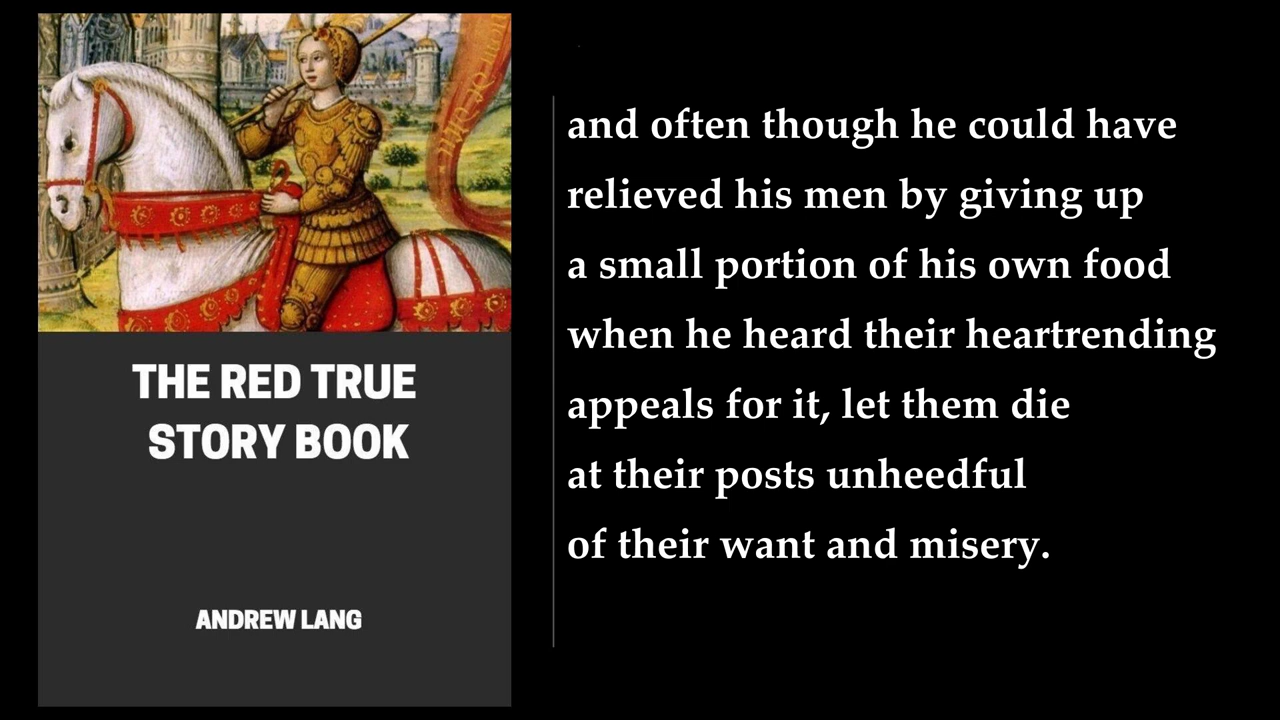 THE RED TRUE
STORY BOOK
ANDREW LANG
and often though he could have
relieved his men by giving up
a small portion of his own food
when he heard their heartrending
appeals for it, let them die
at their posts unheedful
of their want and misery.